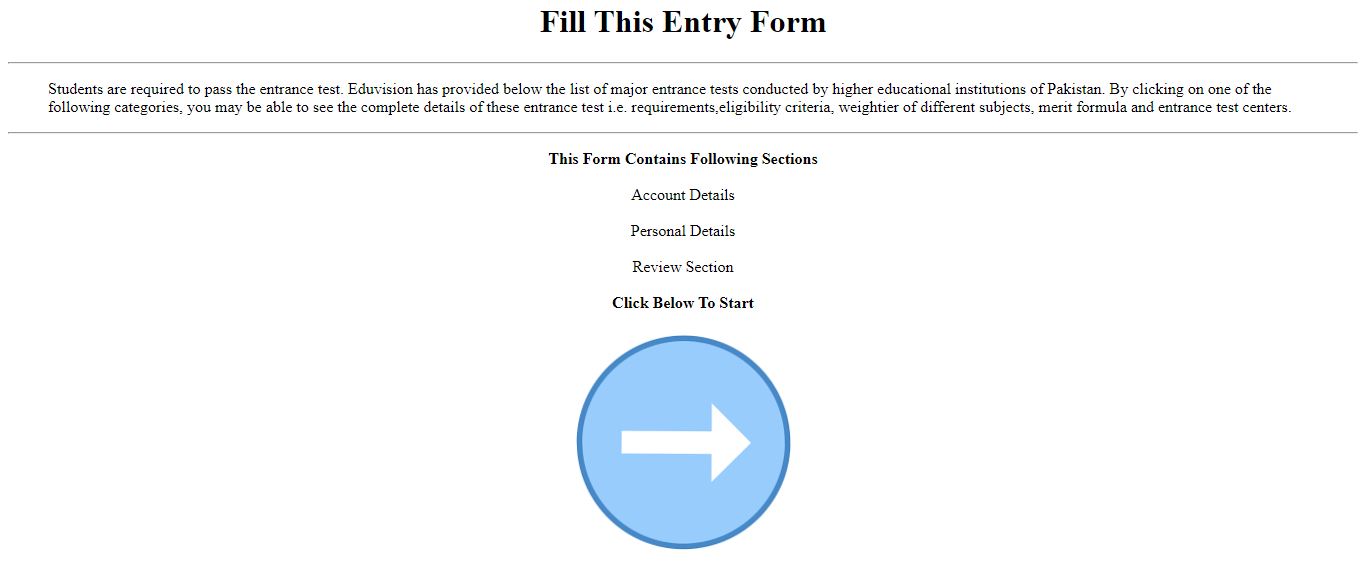 Fill This Entry Form
Students are required to pass the entrance test. Eduvision has provided below the list of major entrance tests conducted by higher educational institutions of Pakistan. By clicking on one of the
following categories, you may be able to see the complete details of these entrance test i.e. requirements,eligibility criteria, weightier of different subjects, merit formula and entrance test centers.
This Form Contains Following Sections
Account Details
Personal Details
Review Section
Click Below To Start